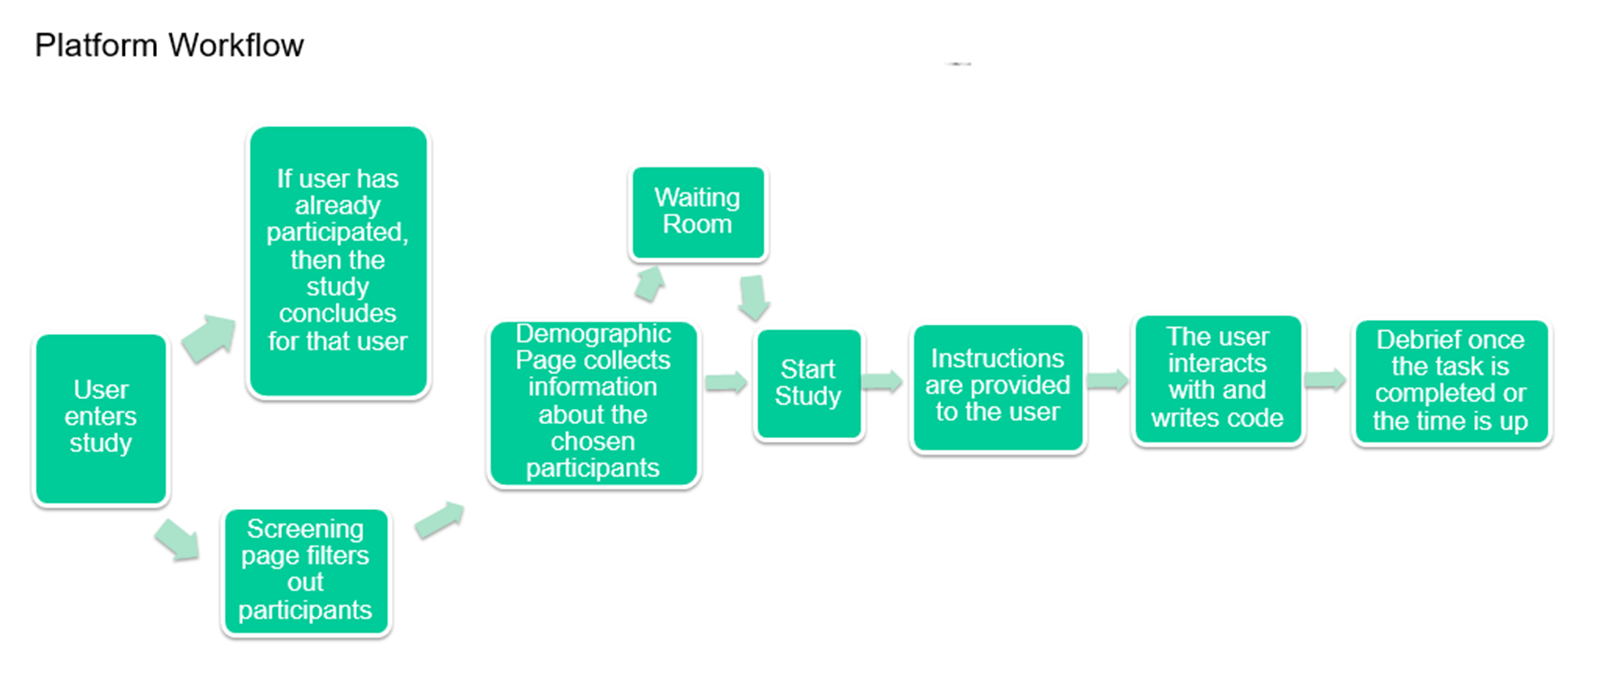 Platform Workflow
If user has
already
participated,
then the
study
concludes
for that user
User
enters
study
Screening
page filters
out
participants
Demographic
Page collects
information
about the
chosen
participants
Waiting
Room
Start
Study
Instructions
are provided
to the user
The user
interacts
with and
writes code
Debrief once
the task is
completed or
the time is up